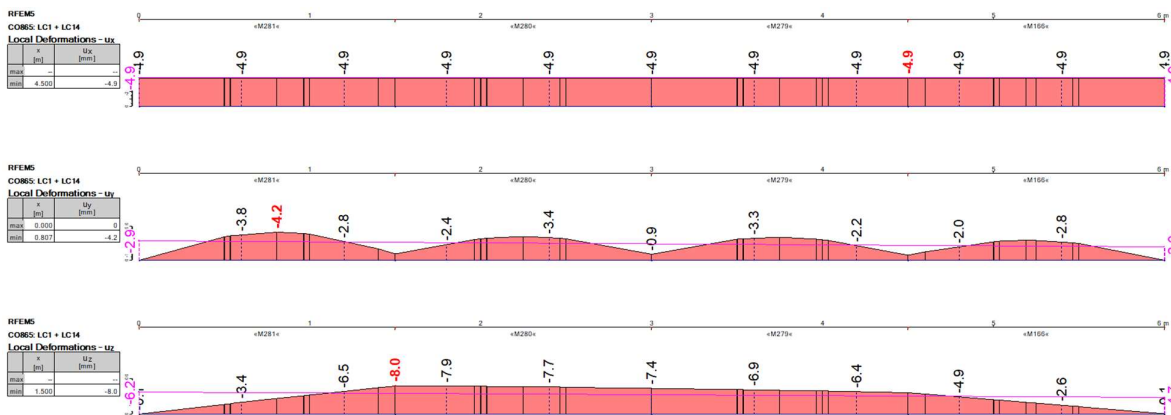 RFEM5
CO865: LC1 + LC14
Local Deformations - ux
x ux
[m] [mm]
max -- --
min 4.500 -4.9
0 1 2 3 4 5 6 m
«M281« «M280« «M279« «M166«
-4.9 -4.9 -4.9 -4.9 -4.9 -4.9 -4.9 -4.9 -4.9 -4.9 4.9
RFEM5
CO865: LC1 + LC14
Local Deformations - uy
x uy
[m] [mm]
max 0.000 0
min 0.807 -4.2
0 1 2 3 4 5 6 m
«M281« «M280« «M279« «M166«
-2.9 -3.8 -4.2 -2.8 -2.4 -3.4 -0.9 -3.3 -2.2 -2.0 -2.8
RFEM5
CO865: LC1 + LC14
Local Deformations - uz
x uz
[m] [mm]
max -- --
min 1.500 -8.0
0 1 2 3 4 5 6 m
«M281« «M280« «M279« «M166«
-6.2 -3.4 -6.5 -8.0 -7.9 -7.7 -7.4 -6.9 -6.4 -4.9 -2.6